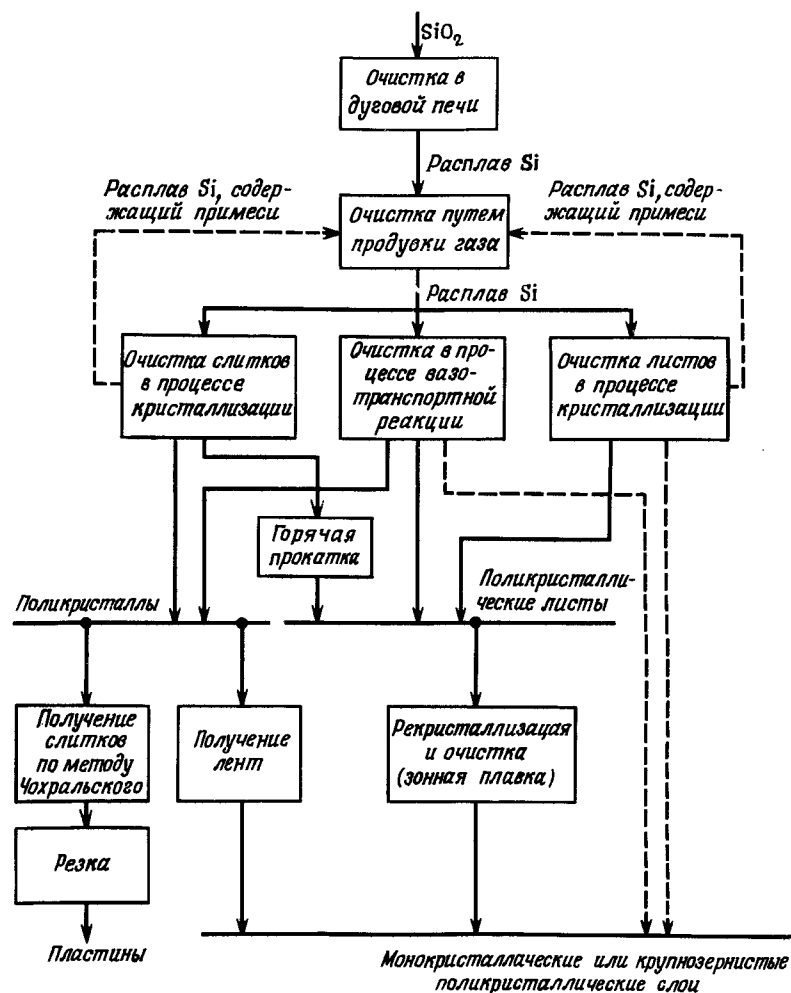 SiO₂
Очистка в
дуговой печи
Расплав Si
Расплав Si, содер-
жащий примеси
Очистка путем
продувки газа
Расплав Si, содер-
жащий примеси
Расплав Si
Очистка слитков
в процессе
кристаллизации
Очистка в про-
цессе вазо-
транспортной
реакции
Очистка листов
в процессе
кристаллизации
Горячая
прокатка
Поликристаллы
Поликристалли-
ческие листы
Получение
слитков
по методу
Чохральского
Получение
лент
Рекристаллизацая
и очистка
(зонная плавка)
Резка
Пластины
Монокристаллачеекие или крупнозернистые
поликристаллические слои